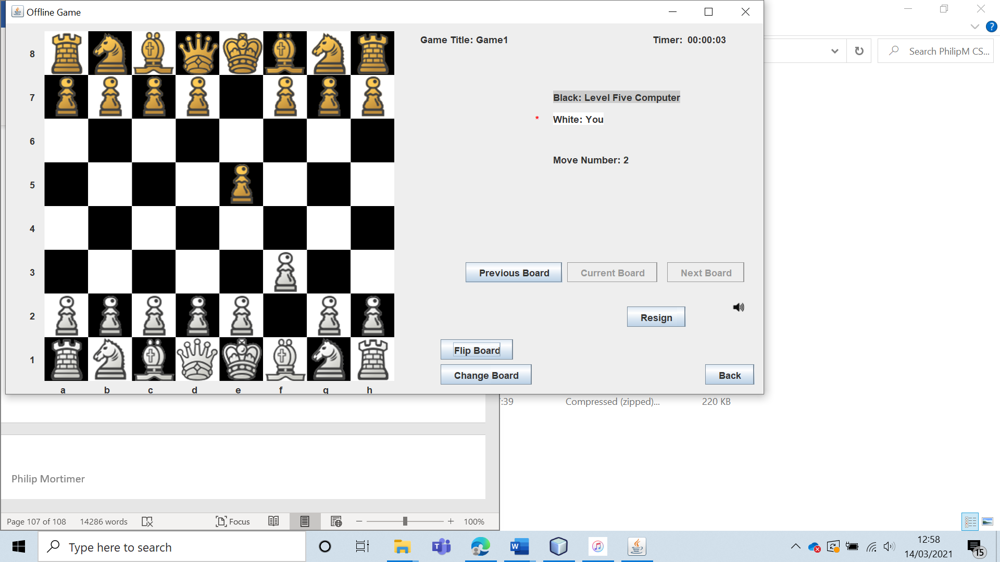 Offline Game
Game Title: Game1
Timer: 00:00:03
8
Black: Level Five Computer
7
* White: You
6
Move Number: 2
5
4
3
Previous Board
Current Board
Next Board
2
Resign
1
Flip Board
Change Board
Back
a b c d e f g h
?
Search PhilipM CS...
:39
Compressed (zipped)...
220 KB
Philip Mortimer
Page 107 of 108
14286 words
Focus
100%
Type here to search
12:58
14/03/2021
15